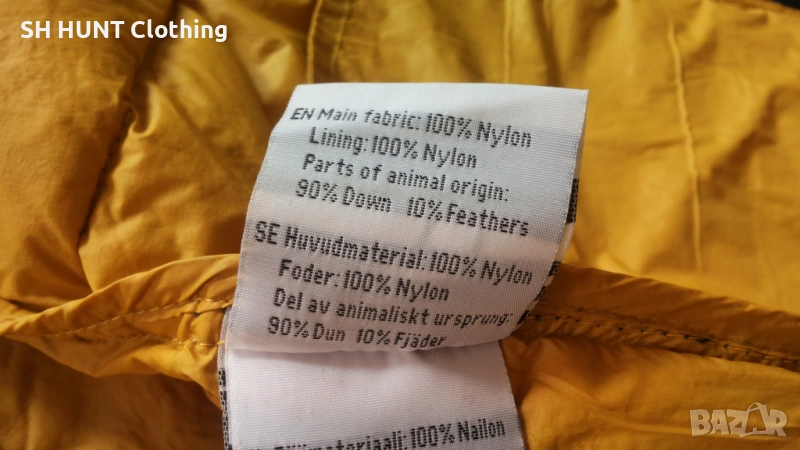 SH HUNT Clothing
EN Main fabric: 100% Nylon
Lining: 100% Nylon
Parts of animal origin:
90% Down 10% Feathers
SE Huvudmaterial: 100% Nylon
Foder: 100% Nylon
Del av animaliskt ursprung:
90% Dun 10% Fjäder
100% Nailon
BAZAR